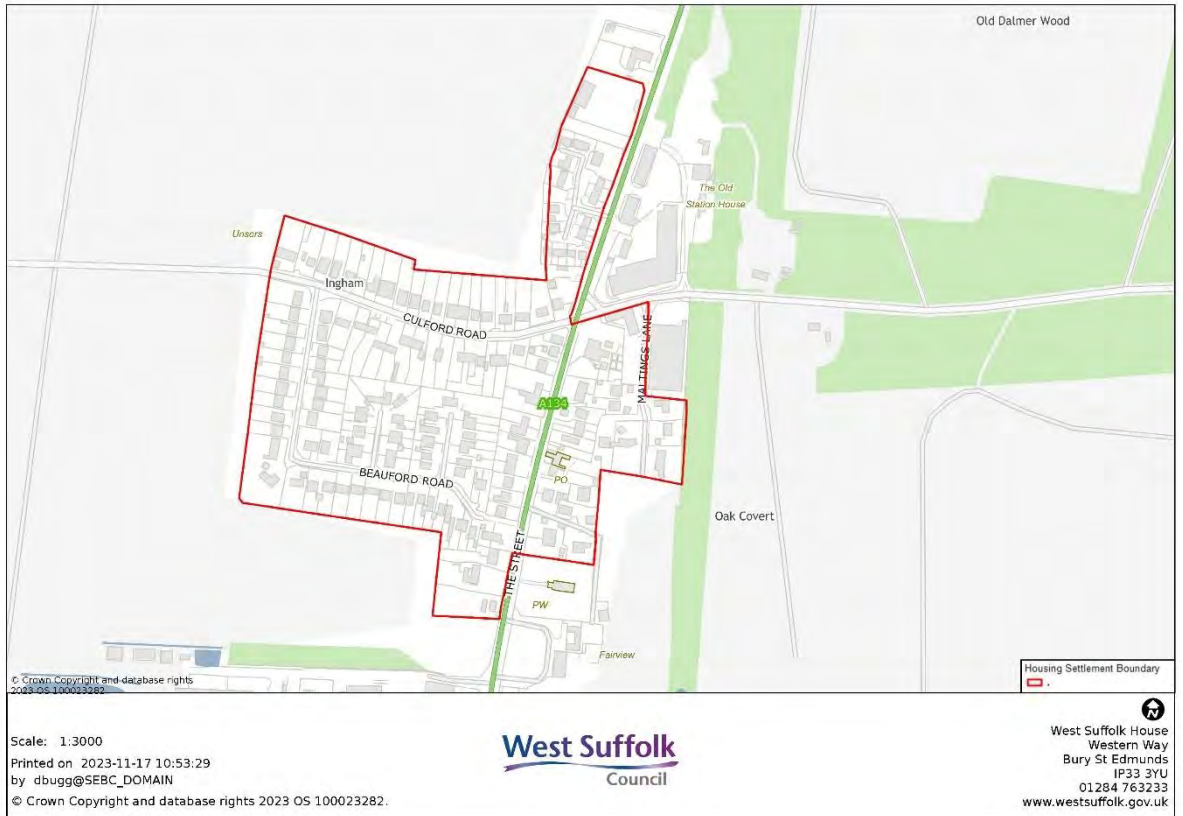 Old Dalmer Wood
The Old
Station House
Unsors
Ingham
CULFORD ROAD
MALTINGS LANE
A134
BEAUFORD ROAD
PO
Oak Covert
THE STREET
PW
Fairview
© Crown Copyright and database rights
2023 OS 100023282
Housing Settlement Boundary
.
N
Scale: 1:3000
Printed on 2023-11-17 10:53:29
by dbugg@SEBC_DOMAIN
© Crown Copyright and database rights 2023 OS 100023282.
West Suffolk
Council
West Suffolk House
Western Way
Bury St Edmunds
IP33 3YU
01284 763233
www.westsuffolk.gov.uk